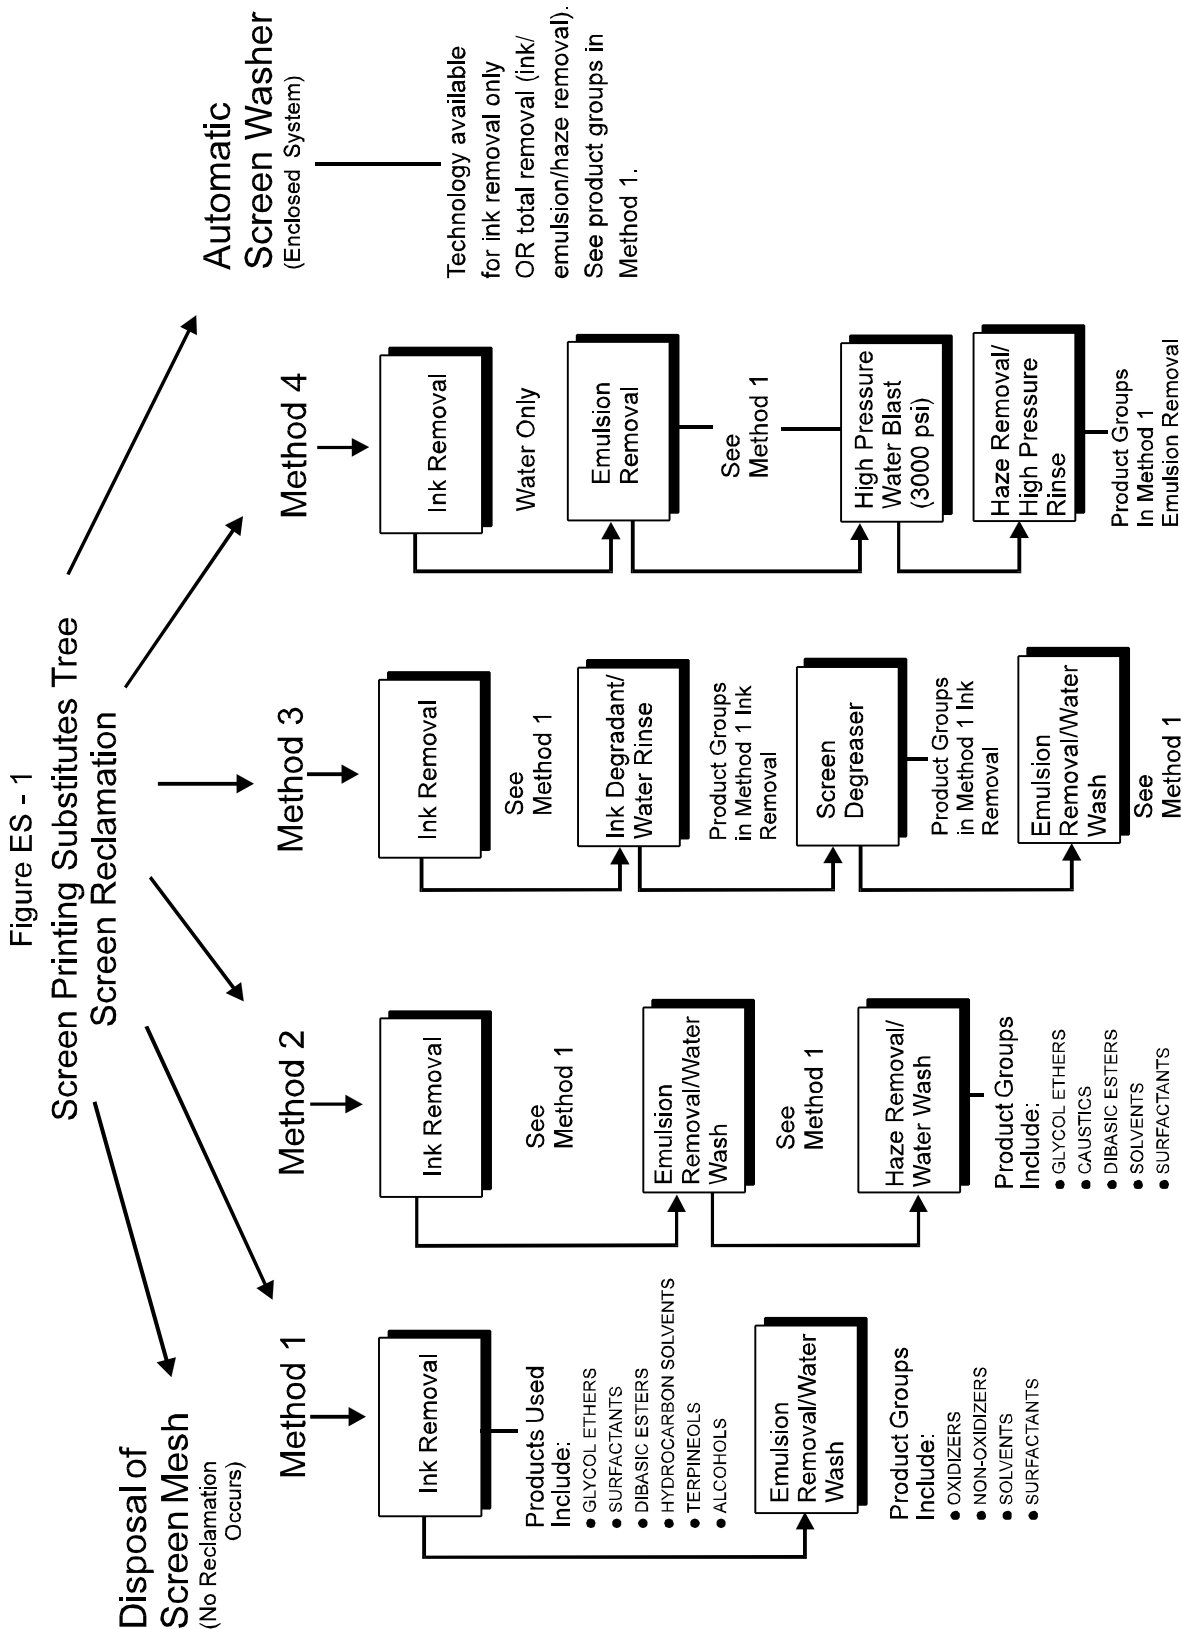 Figure ES - 1
Screen Printing Substitutes Tree
Screen Reclamation
Disposal of
Screen Mesh
(No Reclamation
Occurs)
Method 1
Ink Removal
Products Used
Include:
● GLYCOL ETHERS
● SURFACTANTS
● DIBASIC ESTERS
● HYDROCARBON SOLVENTS
● TERPINEOLS
● ALCOHOLS
Emulsion
Removal/Water
Wash
Product Groups
Include:
● OXIDIZERS
● NON-OXIDIZERS
● SOLVENTS
● SURFACTANTS
Method 2
Ink Removal
See
Method 1
Emulsion
Removal/Water
Wash
See
Method 1
Haze Removal/
Water Wash
Product Groups
Include:
● GLYCOL ETHERS
● CAUSTICS
● DIBASIC ESTERS
● SOLVENTS
● SURFACTANTS
Method 3
Ink Removal
See
Method 1
Ink Degradant/
Water Rinse
Product Groups
in Method 1 Ink
Removal
Screen
Degreaser
Product Groups
in Method 1 Ink
Removal
Emulsion
Removal/Water
Wash
See
Method 1
Method 4
Ink Removal
Water Only
Emulsion
Removal
See
Method 1
High Pressure
Water Blast
(3000 psi)
Haze Removal/
High Pressure
Rinse
Product Groups
In Method 1
Emulsion Removal
Automatic
Screen Washer
(Enclosed System)
Technology available
for ink removal only
OR total removal (ink/
emulsion/haze removal).
See product groups in
Method 1.